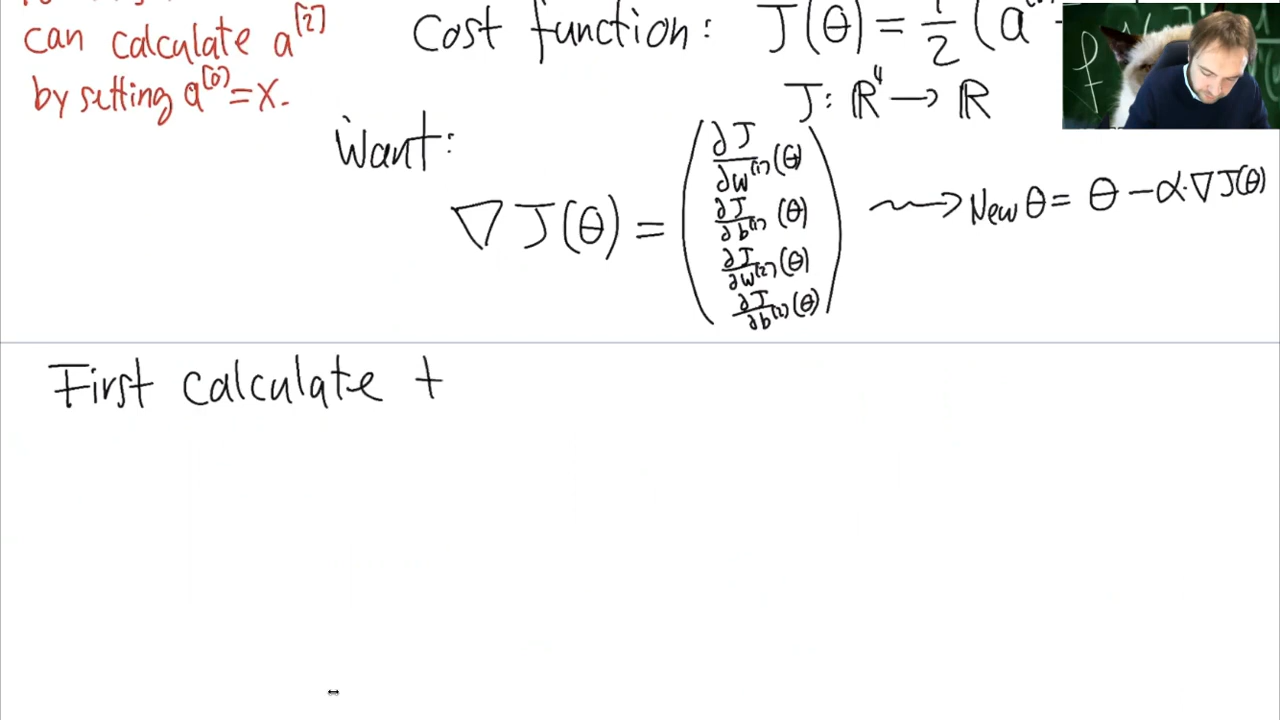 can calculate a^[2]
by setting a^[0] = x.
Cost function: J(θ) = 1/2 (a
J: ℝ^4 → ℝ
Want:
∇J(θ) = ( ∂J/∂w^[1] (θ)
∂J/∂b^[1] (θ)
∂J/∂w^[2] (θ)
∂J/∂b^[2] (θ) ) ⇝ New θ = θ - α·∇J(θ)
First calculate t